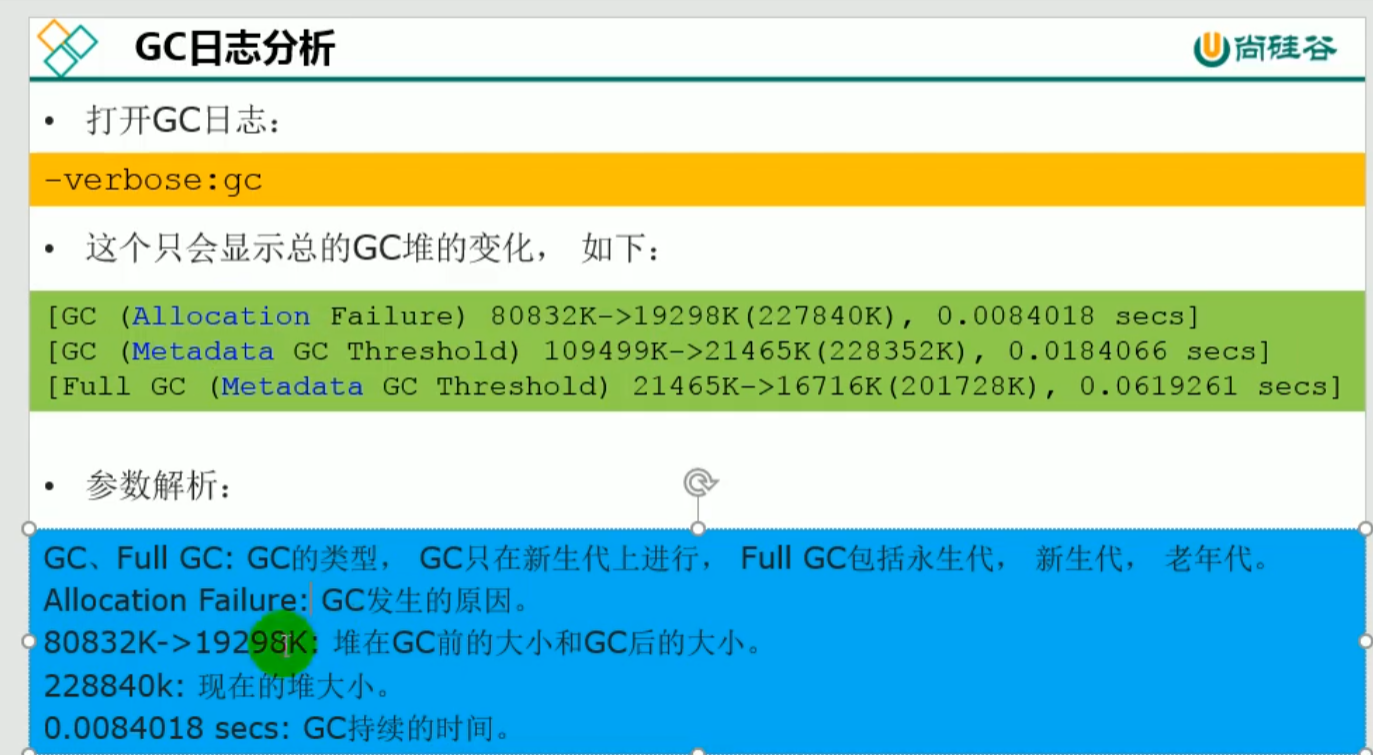 GC日志分析
尚硅谷
• 打开GC日志：
-verbose:gc
• 这个只会显示总的GC堆的变化， 如下：
[GC (Allocation Failure) 80832K->19298K(227840K), 0.0084018 secs]
[GC (Metadata GC Threshold) 109499K->21465K(228352K), 0.0184066 secs]
[Full GC (Metadata GC Threshold) 21465K->16716K(201728K), 0.0619261 secs]
• 参数解析：
GC、Full GC: GC的类型， GC只在新生代上进行， Full GC包括永生代， 新生代， 老年代。
Allocation Failure: GC发生的原因。
80832K->19298K: 堆在GC前的大小和GC后的大小。
228840k: 现在的堆大小。
0.0084018 secs: GC持续的时间。